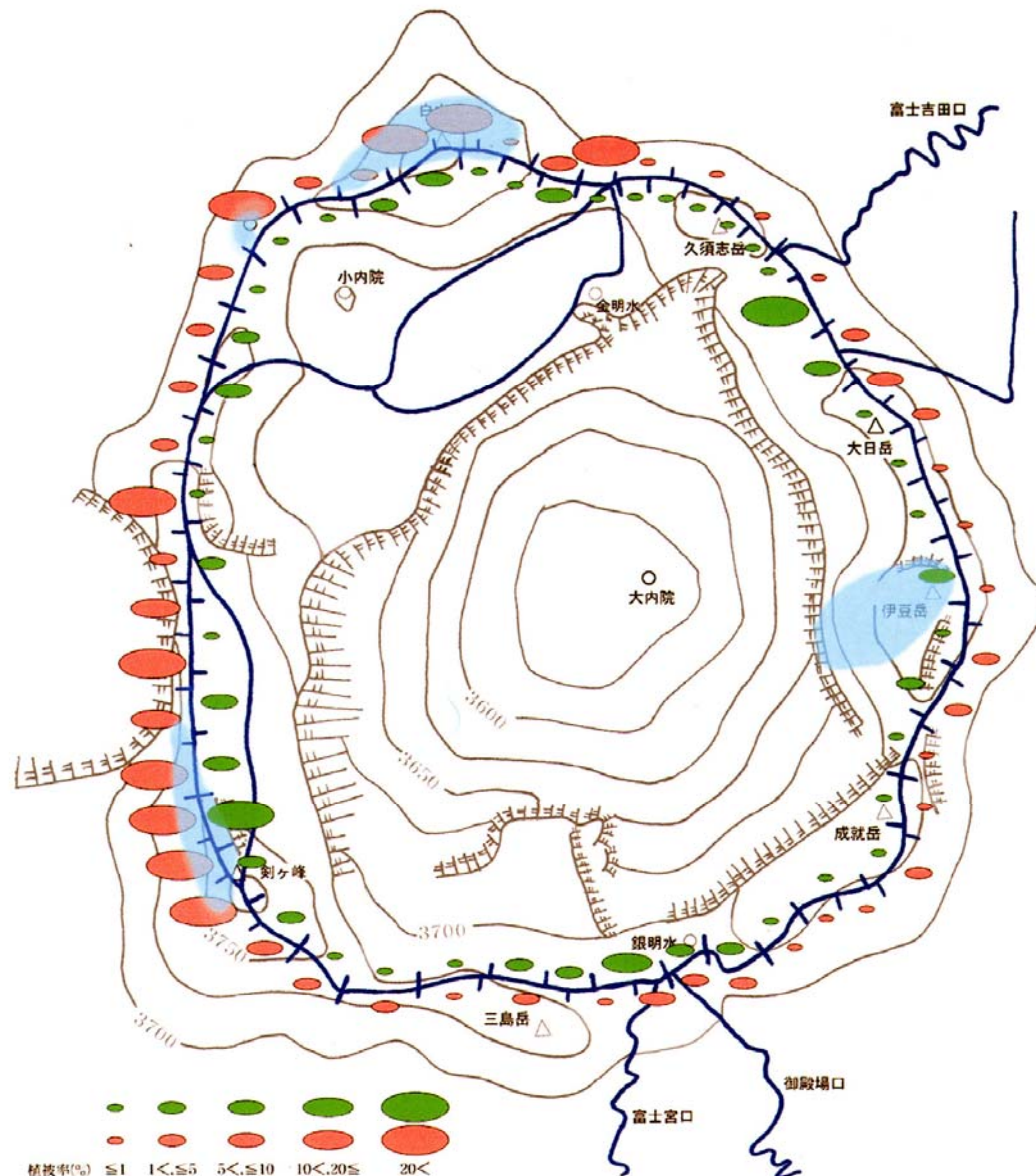 白山
富士吉田口
久須志岳
小内院
金明水
大日岳
大内院
伊豆岳
3600
3650
成就岳
剣ヶ峰
3700
銀明水
3750
三島岳
3700
御殿場口
富士宮口
植被率(%) ≦1 1<,≦5 5<,≦10 10<,20≦ 20<